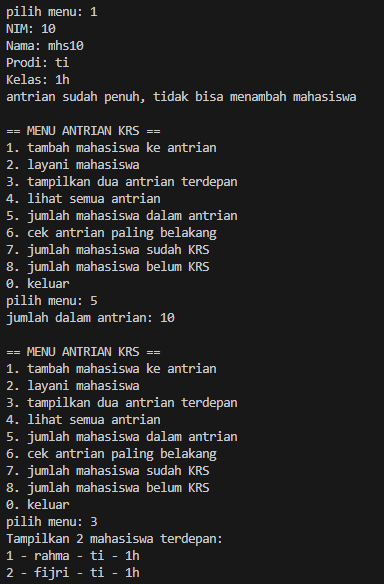 pilih menu: 1
NIM: 10
Nama: mhs10
Prodi: ti
Kelas: 1h
antrian sudah penuh, tidak bisa menambah mahasiswa
== MENU ANTRIAN KRS ==
1. tambah mahasiswa ke antrian
2. layani mahasiswa
3. tampilkan dua antrian terdepan
4. lihat semua antrian
5. jumlah mahasiswa dalam antrian
6. cek antrian paling belakang
7. jumlah mahasiswa sudah KRS
8. jumlah mahasiswa belum KRS
0. keluar
pilih menu: 5
jumlah dalam antrian: 10
== MENU ANTRIAN KRS ==
1. tambah mahasiswa ke antrian
2. layani mahasiswa
3. tampilkan dua antrian terdepan
4. lihat semua antrian
5. jumlah mahasiswa dalam antrian
6. cek antrian paling belakang
7. jumlah mahasiswa sudah KRS
8. jumlah mahasiswa belum KRS
0. keluar
pilih menu: 3
Tampilkan 2 mahasiswa terdepan:
1 - rahma - ti - 1h
2 - fijri - ti - 1h